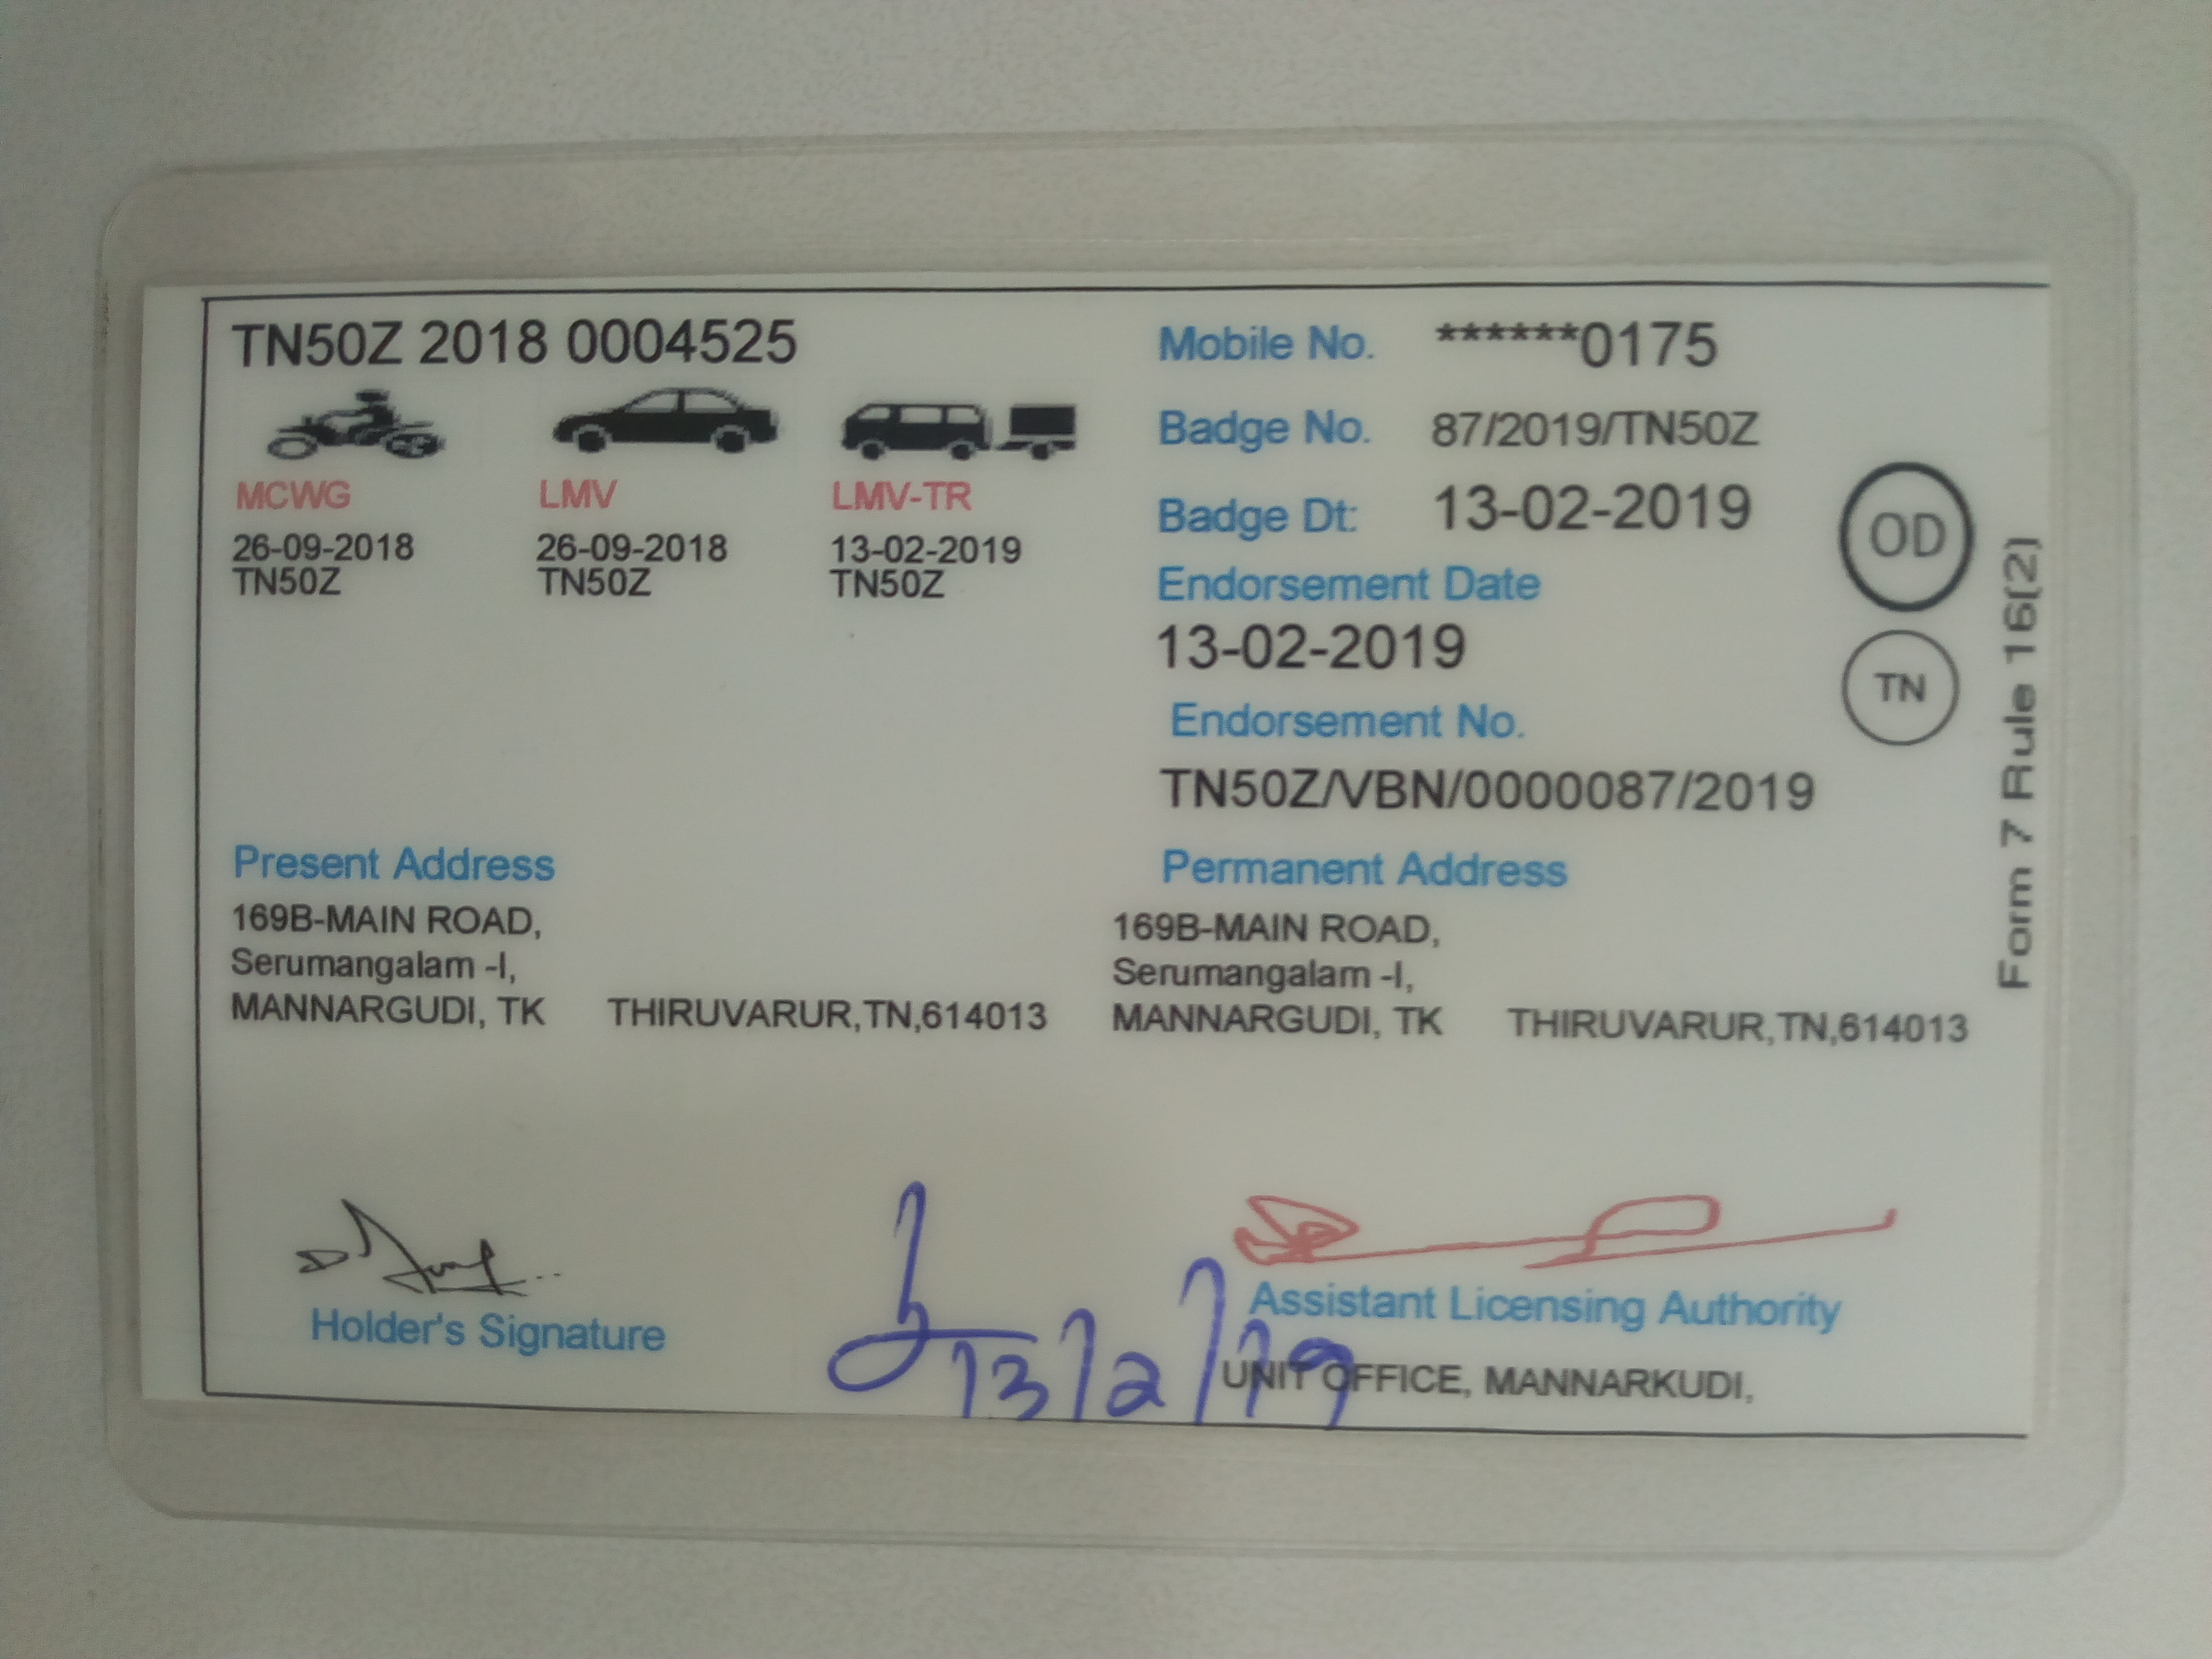 TN50Z 2018 0004525
MCWG LMV LMV-TR
26-09-2018 26-09-2018 13-02-2019
TN50Z TN50Z TN50Z
Mobile No. ******0175
Badge No. 87/2019/TN50Z
Badge Dt: 13-02-2019
Endorsement Date
13-02-2019
Endorsement No.
TN50Z/VBN/0000087/2019
OD
TN
Form 7 Rule 16(2)
Present Address
169B-MAIN ROAD,
Serumangalam -I,
MANNARGUDI, TK THIRUVARUR,TN,614013
Permanent Address
169B-MAIN ROAD,
Serumangalam -I,
MANNARGUDI, TK THIRUVARUR,TN,614013
Holder's Signature
13/2/19
Assistant Licensing Authority
UNIT OFFICE, MANNARKUDI,